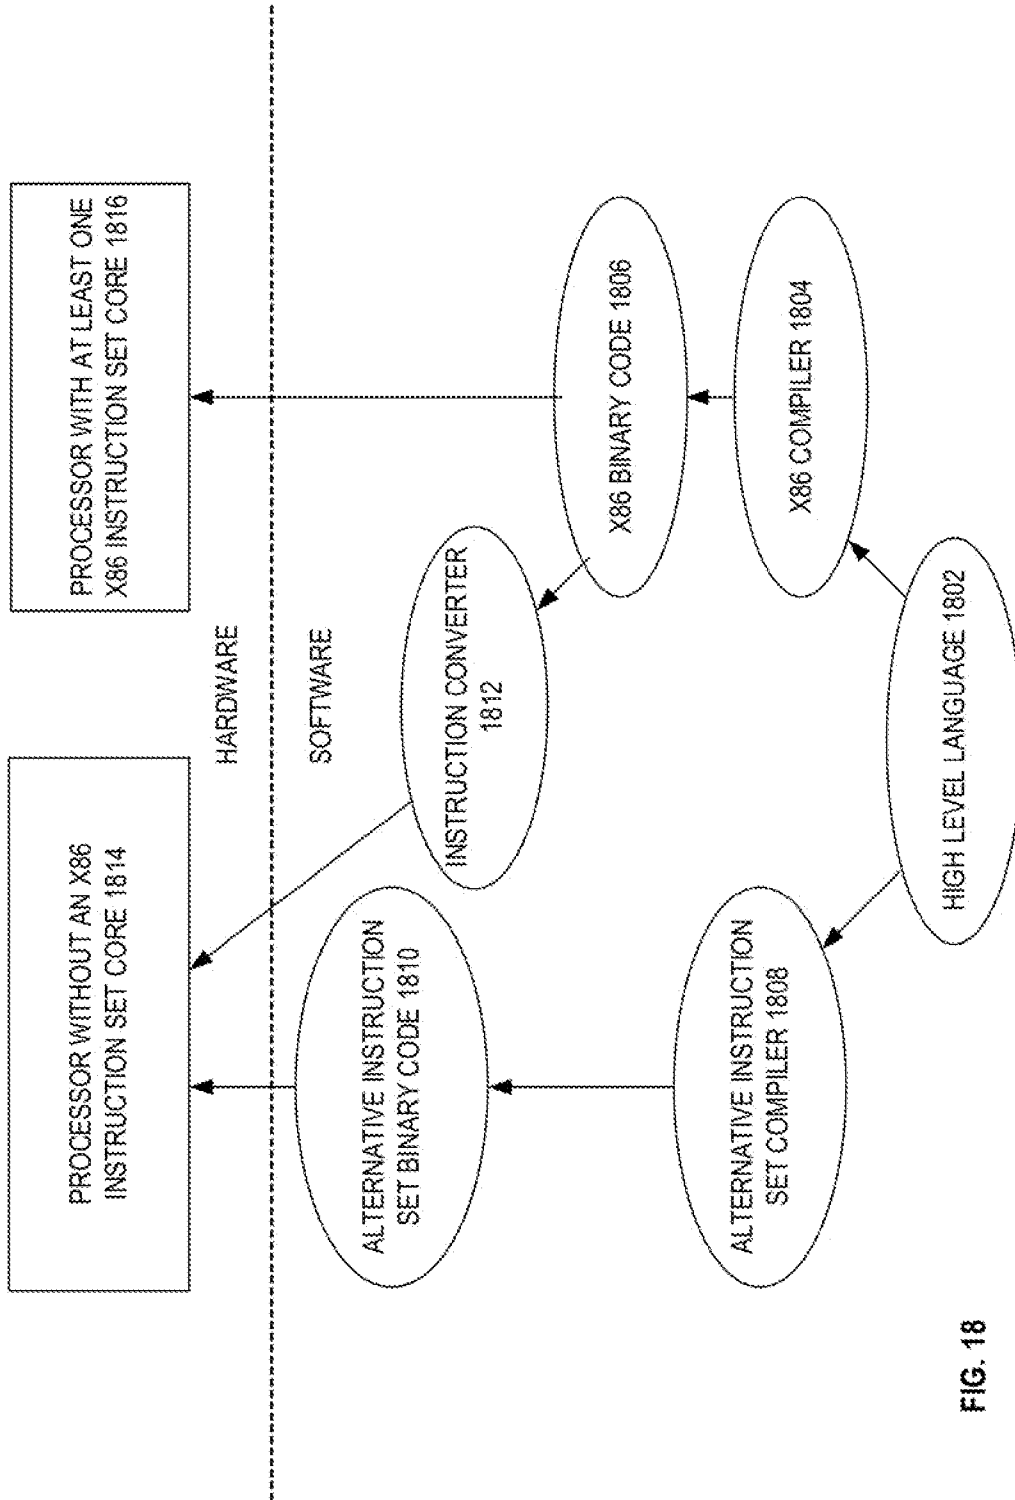 PROCESSOR WITHOUT AN X86
INSTRUCTION SET CORE 1814
PROCESSOR WITH AT LEAST ONE
X86 INSTRUCTION SET CORE 1816
HARDWARE
SOFTWARE
ALTERNATIVE INSTRUCTION
SET BINARY CODE 1810
INSTRUCTION CONVERTER
1812
X86 BINARY CODE 1806
ALTERNATIVE INSTRUCTION
SET COMPILER 1808
X86 COMPILER 1804
HIGH LEVEL LANGUAGE 1802
FIG. 18